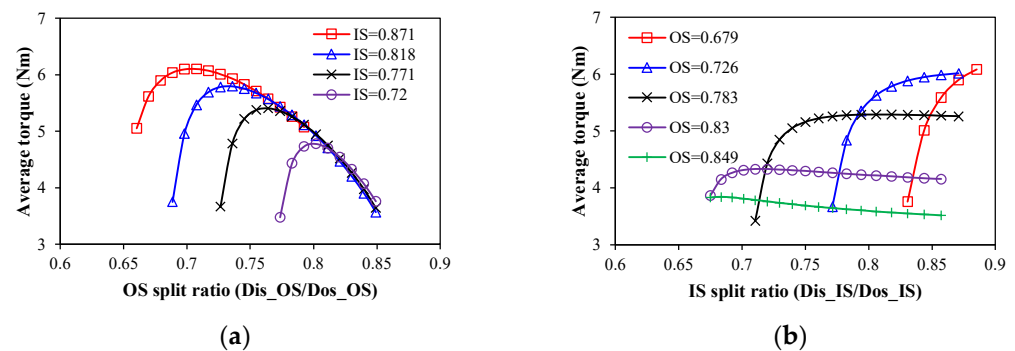 7
6
5
4
3
Average torque (Nm)
IS=0.871
IS=0.818
IS=0.771
IS=0.72
0.6 0.65 0.7 0.75 0.8 0.85 0.9
OS split ratio (Dis_OS/Dos_OS)
(a)
7
6
5
4
3
Average torque (Nm)
OS=0.679
OS=0.726
OS=0.783
OS=0.83
OS=0.849
0.6 0.65 0.7 0.75 0.8 0.85 0.9
IS split ratio (Dis_IS/Dos_IS)
(b)